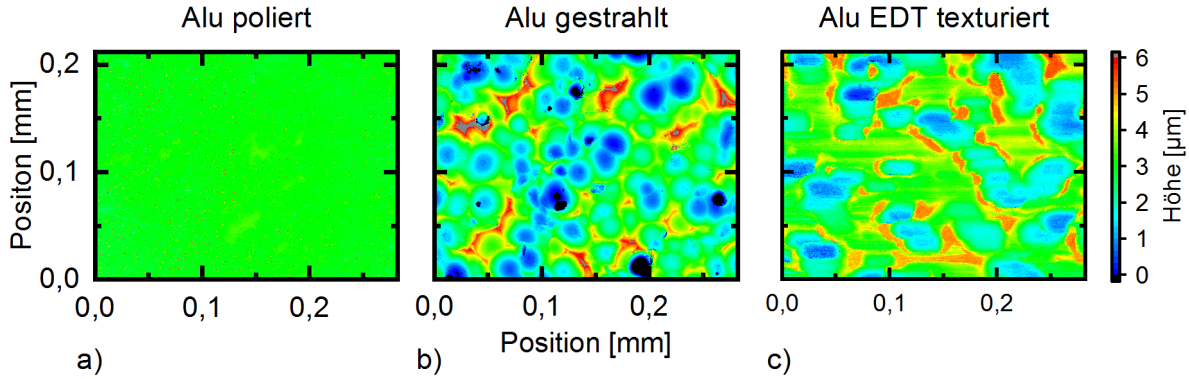 Alu poliert
Alu gestrahlt
Alu EDT texturiert
Positon [mm]
0,2
0,1
0,0
0,0
0,1
0,2
0,0
0,1
0,2
0,0
0,1
0,2
Position [mm]
6
5
4
3
2
1
0
Höhe [µm]
a)
b)
c)